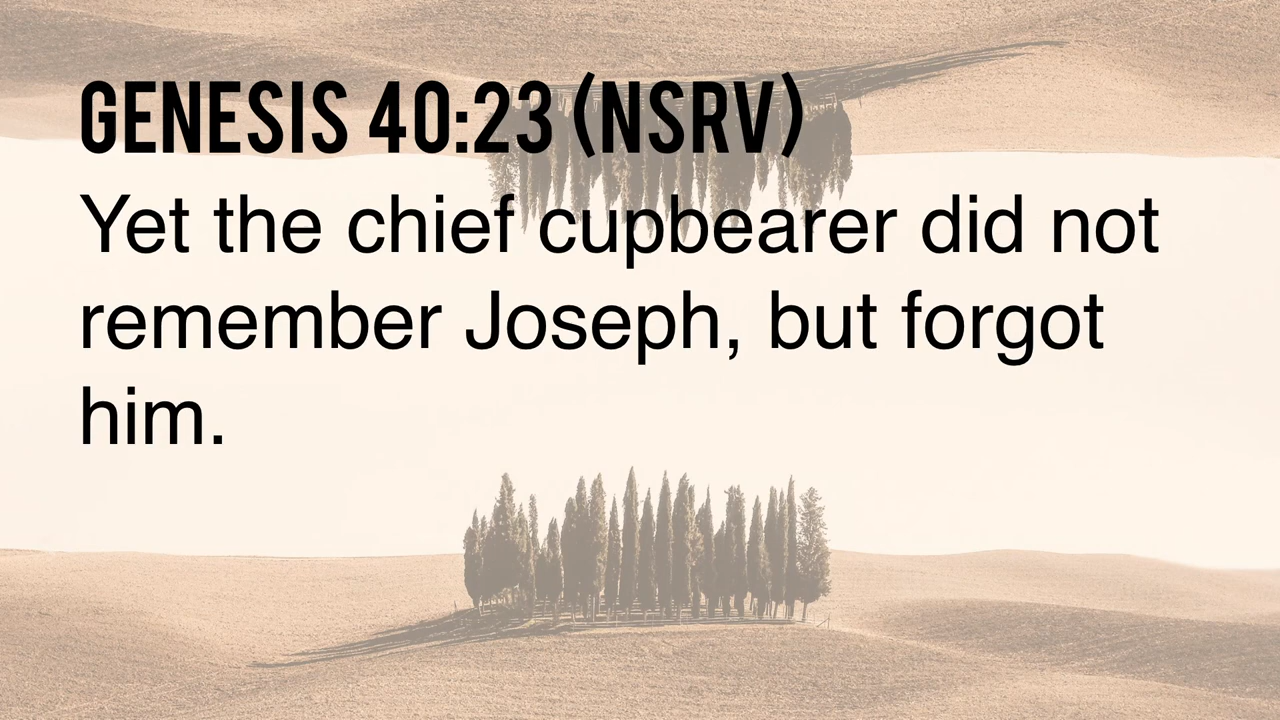 GENESIS 40:23 (NSRV)
Yet the chief cupbearer did not
remember Joseph, but forgot
him.